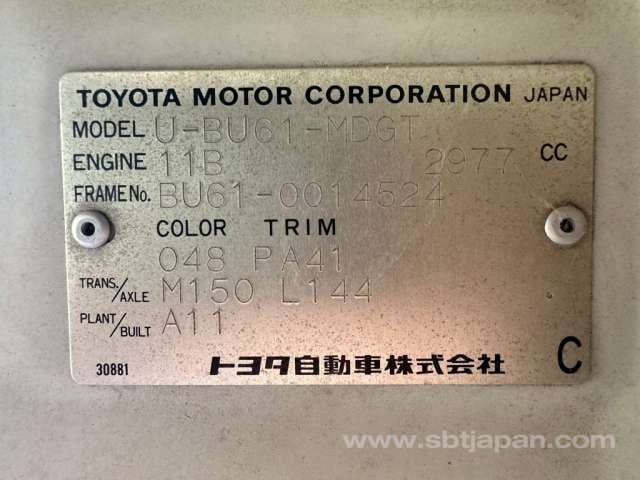 TOYOTA MOTOR CORPORATION JAPAN
MODEL U-BU61-MDGT
ENGINE 11B 2977 CC
FRAME No. BU61-0014524
COLOR TRIM
048 PA41
TRANS./AXLE M150 L144
PLANT/BUILT A11
30881 トヨタ自動車株式会社 C
www.sbtjapan.com